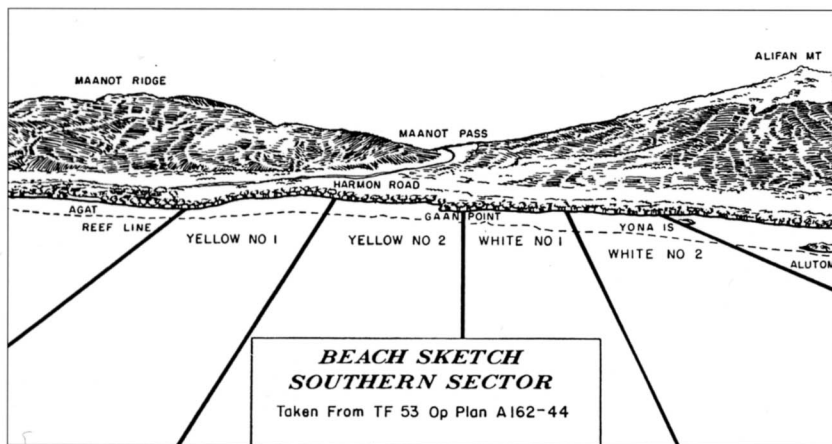 ALIFAN MT
MAANOT RIDGE
MAANOT PASS
HARMON ROAD
AGAT
GAAN POINT
REEF LINE
YONA IS
YELLOW NO 1
YELLOW NO 2
WHITE NO 1
WHITE NO 2
ALUTOM
BEACH SKETCH
SOUTHERN SECTOR
Taken From TF 53 Op Plan A162-44